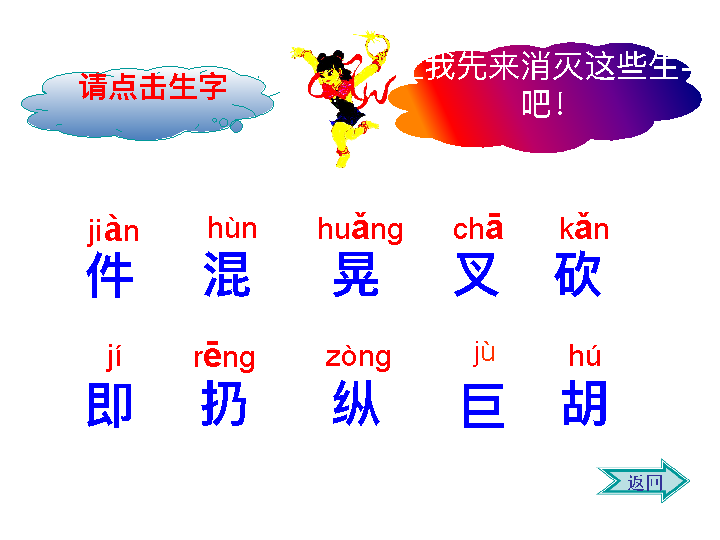 请点击生字
我先来消灭这些生
吧！
jiàn hùn huǎng chā kǎn
件 混 晃 叉 砍
jí rēng zòng jù hú
即 扔 纵 巨 胡
返回